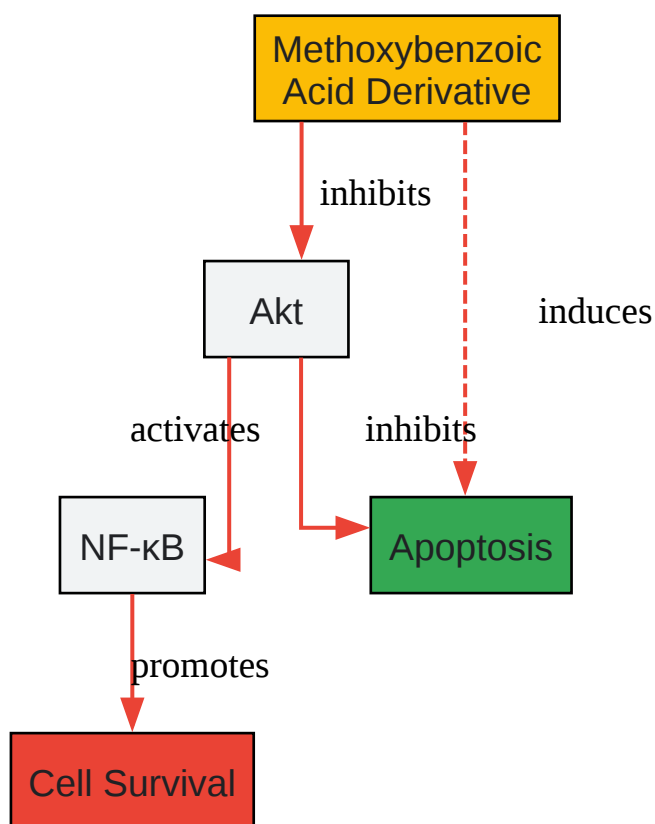 Methoxybenzoic
Acid Derivative
inhibits
Akt
induces
activates
inhibits
NF-κB
Apoptosis
promotes
Cell Survival